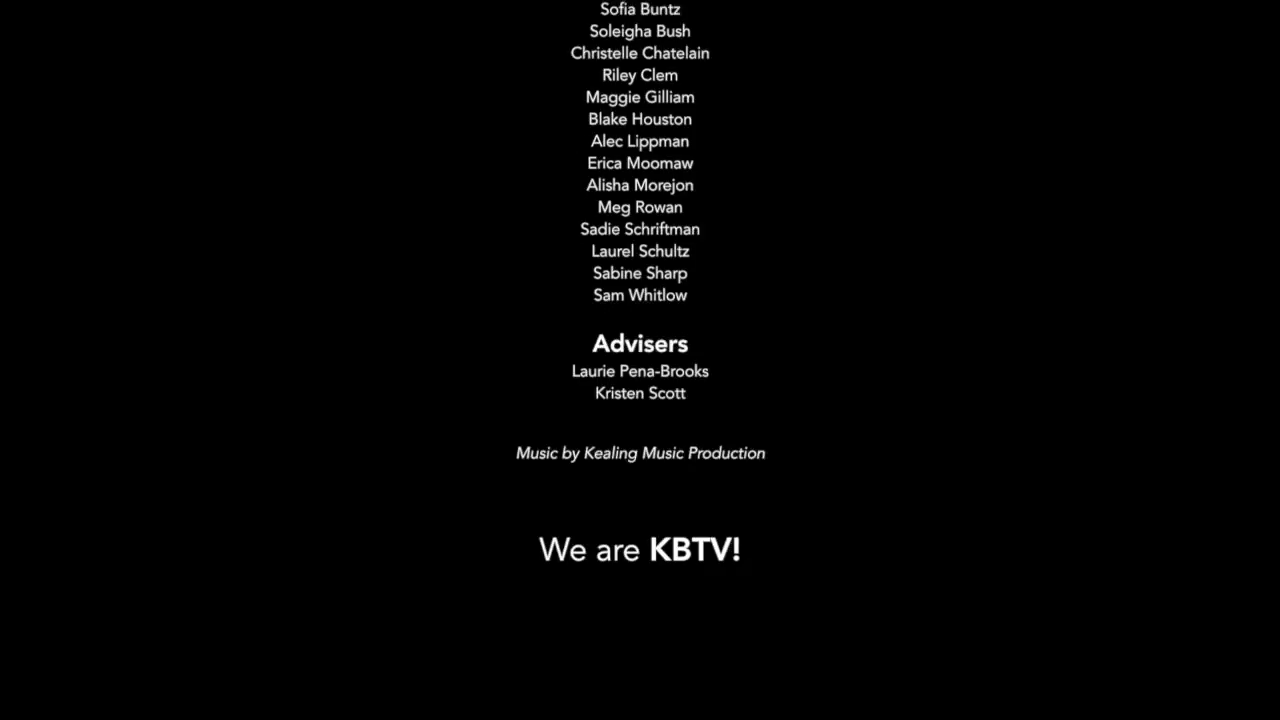 Sofia Buntz
Soleigha Bush
Christelle Chatelain
Riley Clem
Maggie Gilliam
Blake Houston
Alec Lippman
Erica Moomaw
Alisha Morejon
Meg Rowan
Sadie Schriftman
Laurel Schultz
Sabine Sharp
Sam Whitlow
Advisers
Laurie Pena-Brooks
Kristen Scott
Music by Kealing Music Production
We are KBTV!